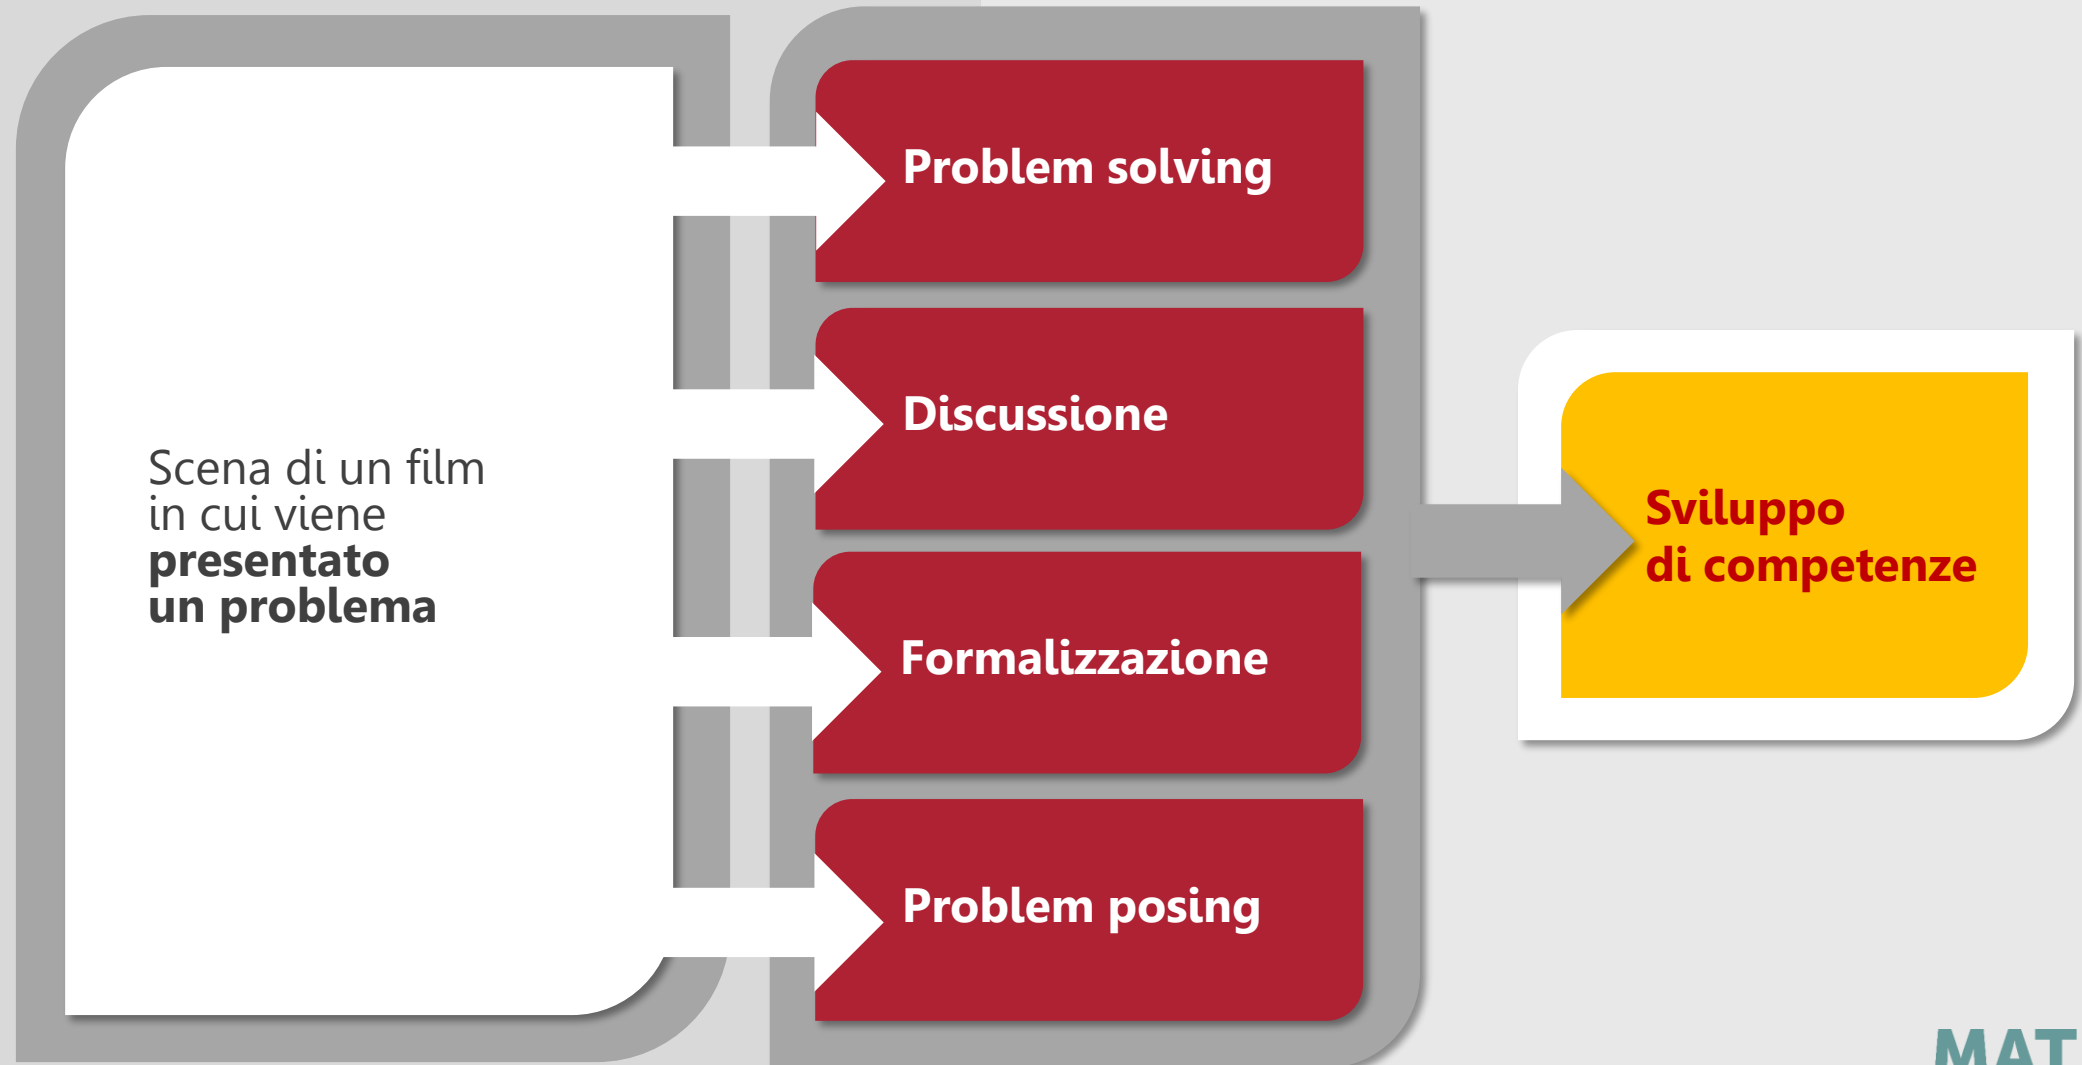 Scena di un film
in cui viene
presentato
un problema
Problem solving
Discussione
Formalizzazione
Problem posing
Sviluppo
di competenze
MAT